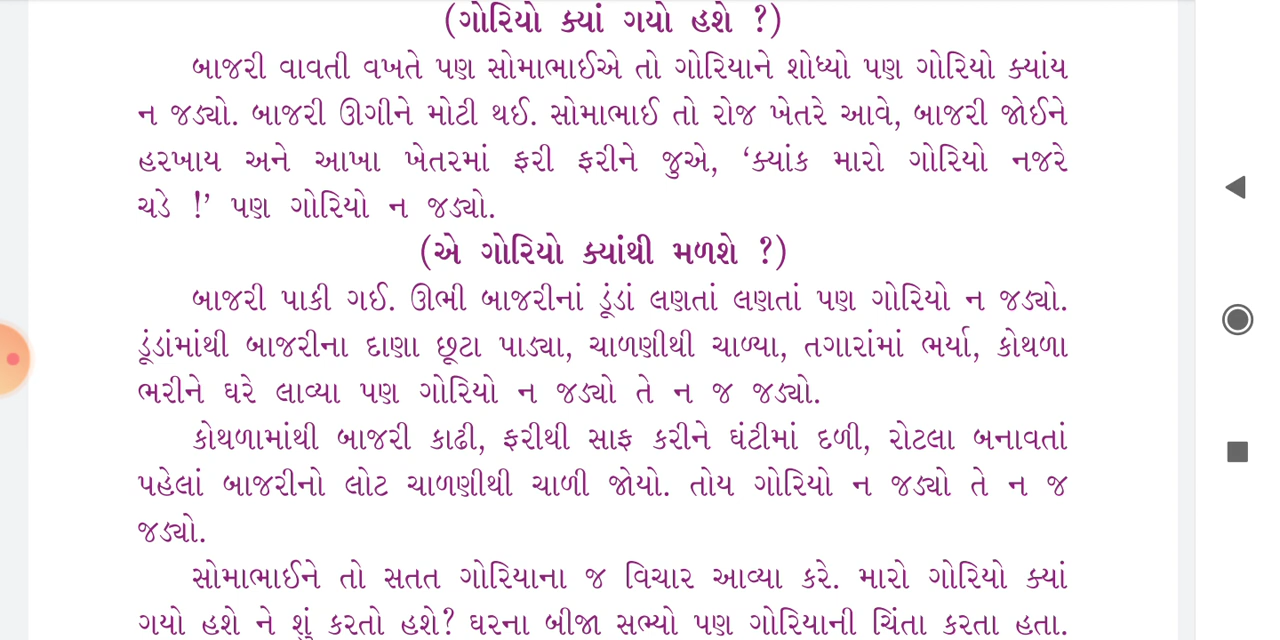 (ગોરિયો ક્યાં ગયો હશે ?)
બાજરી વાવતી વખતે પણ સોમાભાઈએ તો ગોરિયાને શોધ્યો પણ ગોરિયો ક્યાંય
ન જડ્યો. બાજરી ઊગીને મોટી થઈ. સોમાભાઈ તો રોજ ખેતરે આવે, બાજરી જોઈને
હરખાય અને આખા ખેતરમાં ફરી ફરીને જુએ, ‘ક્યાંક મારો ગોરિયો નજરે
ચડે !’ પણ ગોરિયો ન જડ્યો.
(એ ગોરિયો ક્યાંથી મળશે ?)
બાજરી પાકી ગઈ. ઊભી બાજરીનાં ડૂંડાં લણતાં લણતાં પણ ગોરિયો ન જડ્યો.
ડૂંડાંમાંથી બાજરીના દાણા છૂટા પાડ્યા, ચાળણીથી ચાળ્યા, તગારાંમાં ભર્યા, કોથળા
ભરીને ઘરે લાવ્યા પણ ગોરિયો ન જડ્યો તે ન જ જડ્યો.
કોથળામાંથી બાજરી કાઢી, ફરીથી સાફ કરીને ઘંટીમાં દળી, રોટલા બનાવતાં
પહેલાં બાજરીનો લોટ ચાળણીથી ચાળી જોયો. તોય ગોરિયો ન જડ્યો તે ન જ
જડ્યો.
સોમાભાઈને તો સતત ગોરિયાના જ વિચાર આવ્યા કરે. મારો ગોરિયો ક્યાં
ગયો હશે ને શું કરતો હશે? ઘરના બીજા સભ્યો પણ ગોરિયાની ચિંતા કરતા હતા.